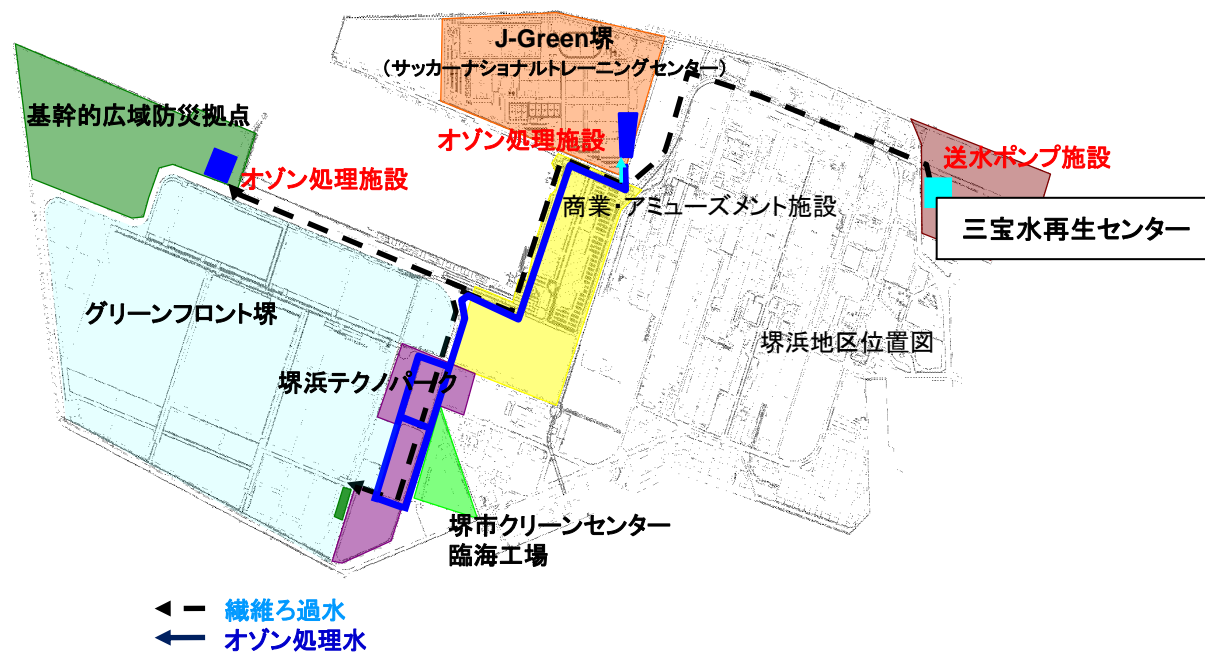 J-Green堺
（サッカーナショナルトレーニングセンター）
基幹的広域防災拠点
オゾン処理施設
送水ポンプ施設
オゾン処理施設
商業・アミューズメント施設
三宝水再生センター
グリーンフロント堺
堺浜地区位置図
堺浜テクノパーク
堺市クリーンセンター
臨海工場
繊維ろ過水
オゾン処理水